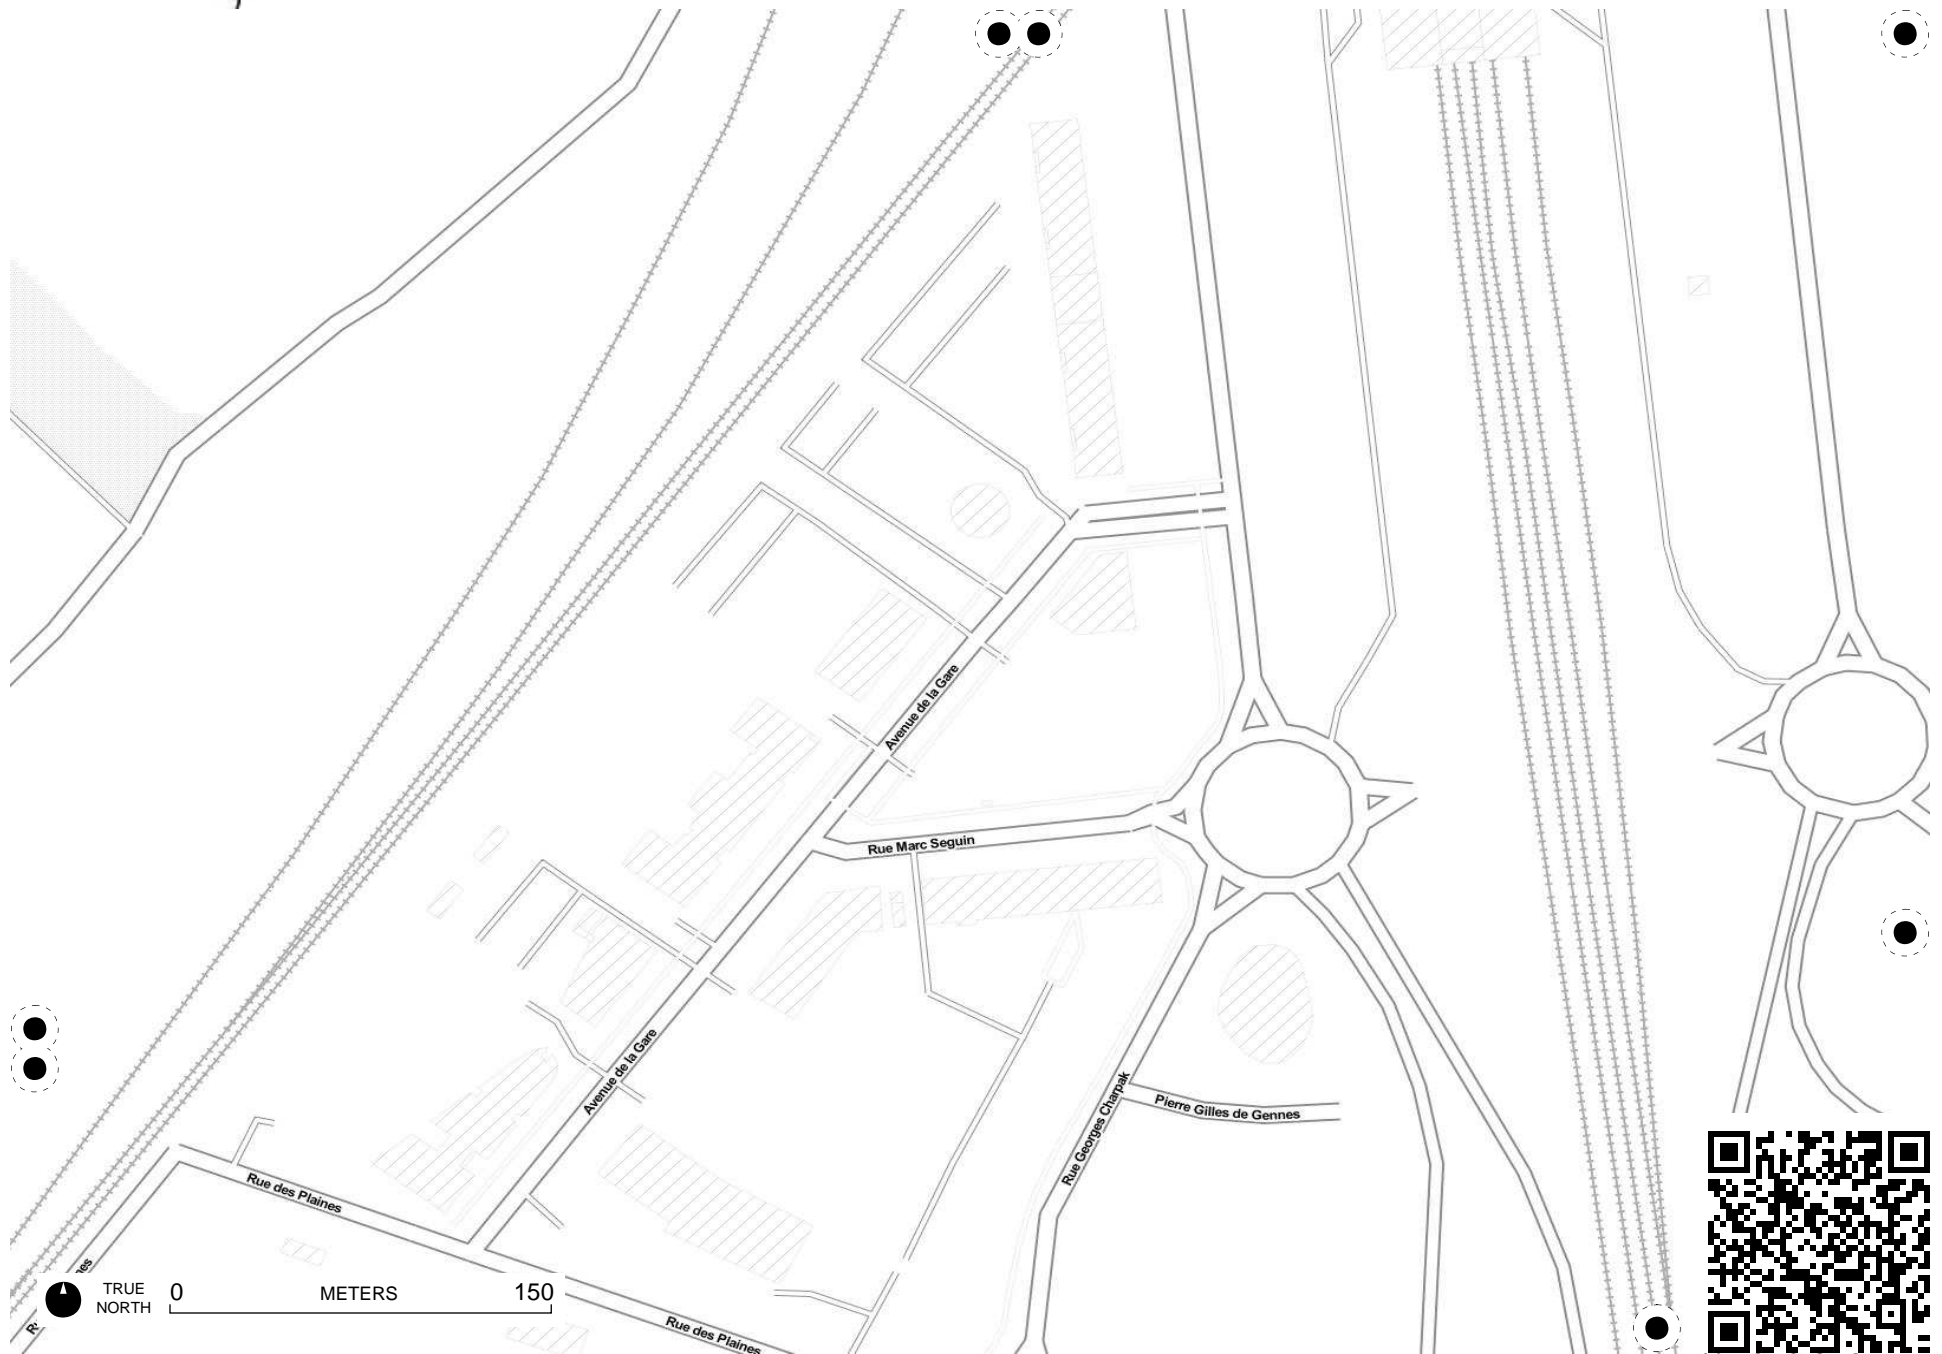 Avenue de la Gare
Rue Marc Seguin
Avenue de la Gare
Rue Georges Charpak
Pierre Gilles de Gennes
Rue des Plaines
TRUE NORTH
0 METERS 150
Rue des Plaines